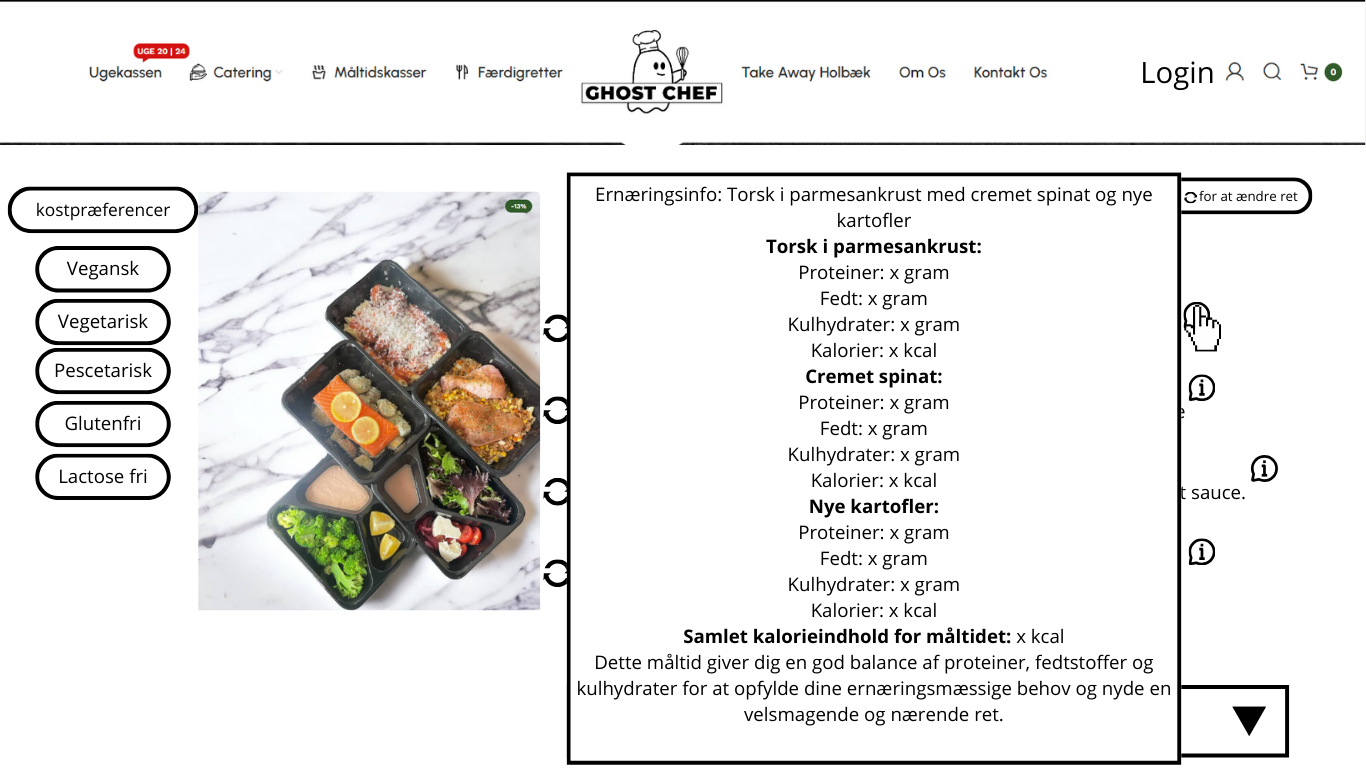 UGE 20 | 24
Ugekassen
Catering
Måltidskasser
Færdigretter
GHOST CHEF
Take Away Holbæk
Om Os
Kontakt Os
Login
0
kostpræferencer
Vegansk
Vegetarisk
Pescetarisk
Glutenfri
Lactose fri
-13%
Ernæringsinfo: Torsk i parmesankrust med cremet spinat og nye
kartofler
Torsk i parmesankrust:
Proteiner: x gram
Fedt: x gram
Kulhydrater: x gram
Kalorier: x kcal
Cremet spinat:
Proteiner: x gram
Fedt: x gram
Kulhydrater: x gram
Kalorier: x kcal
Nye kartofler:
Proteiner: x gram
Fedt: x gram
Kulhydrater: x gram
Kalorier: x kcal
Samlet kalorieindhold for måltidet: x kcal
Dette måltid giver dig en god balance af proteiner, fedtstoffer og
kulhydrater for at opfylde dine ernæringsmæssige behov og nyde en
velsmagende og nærende ret.
for at ændre ret
sauce.